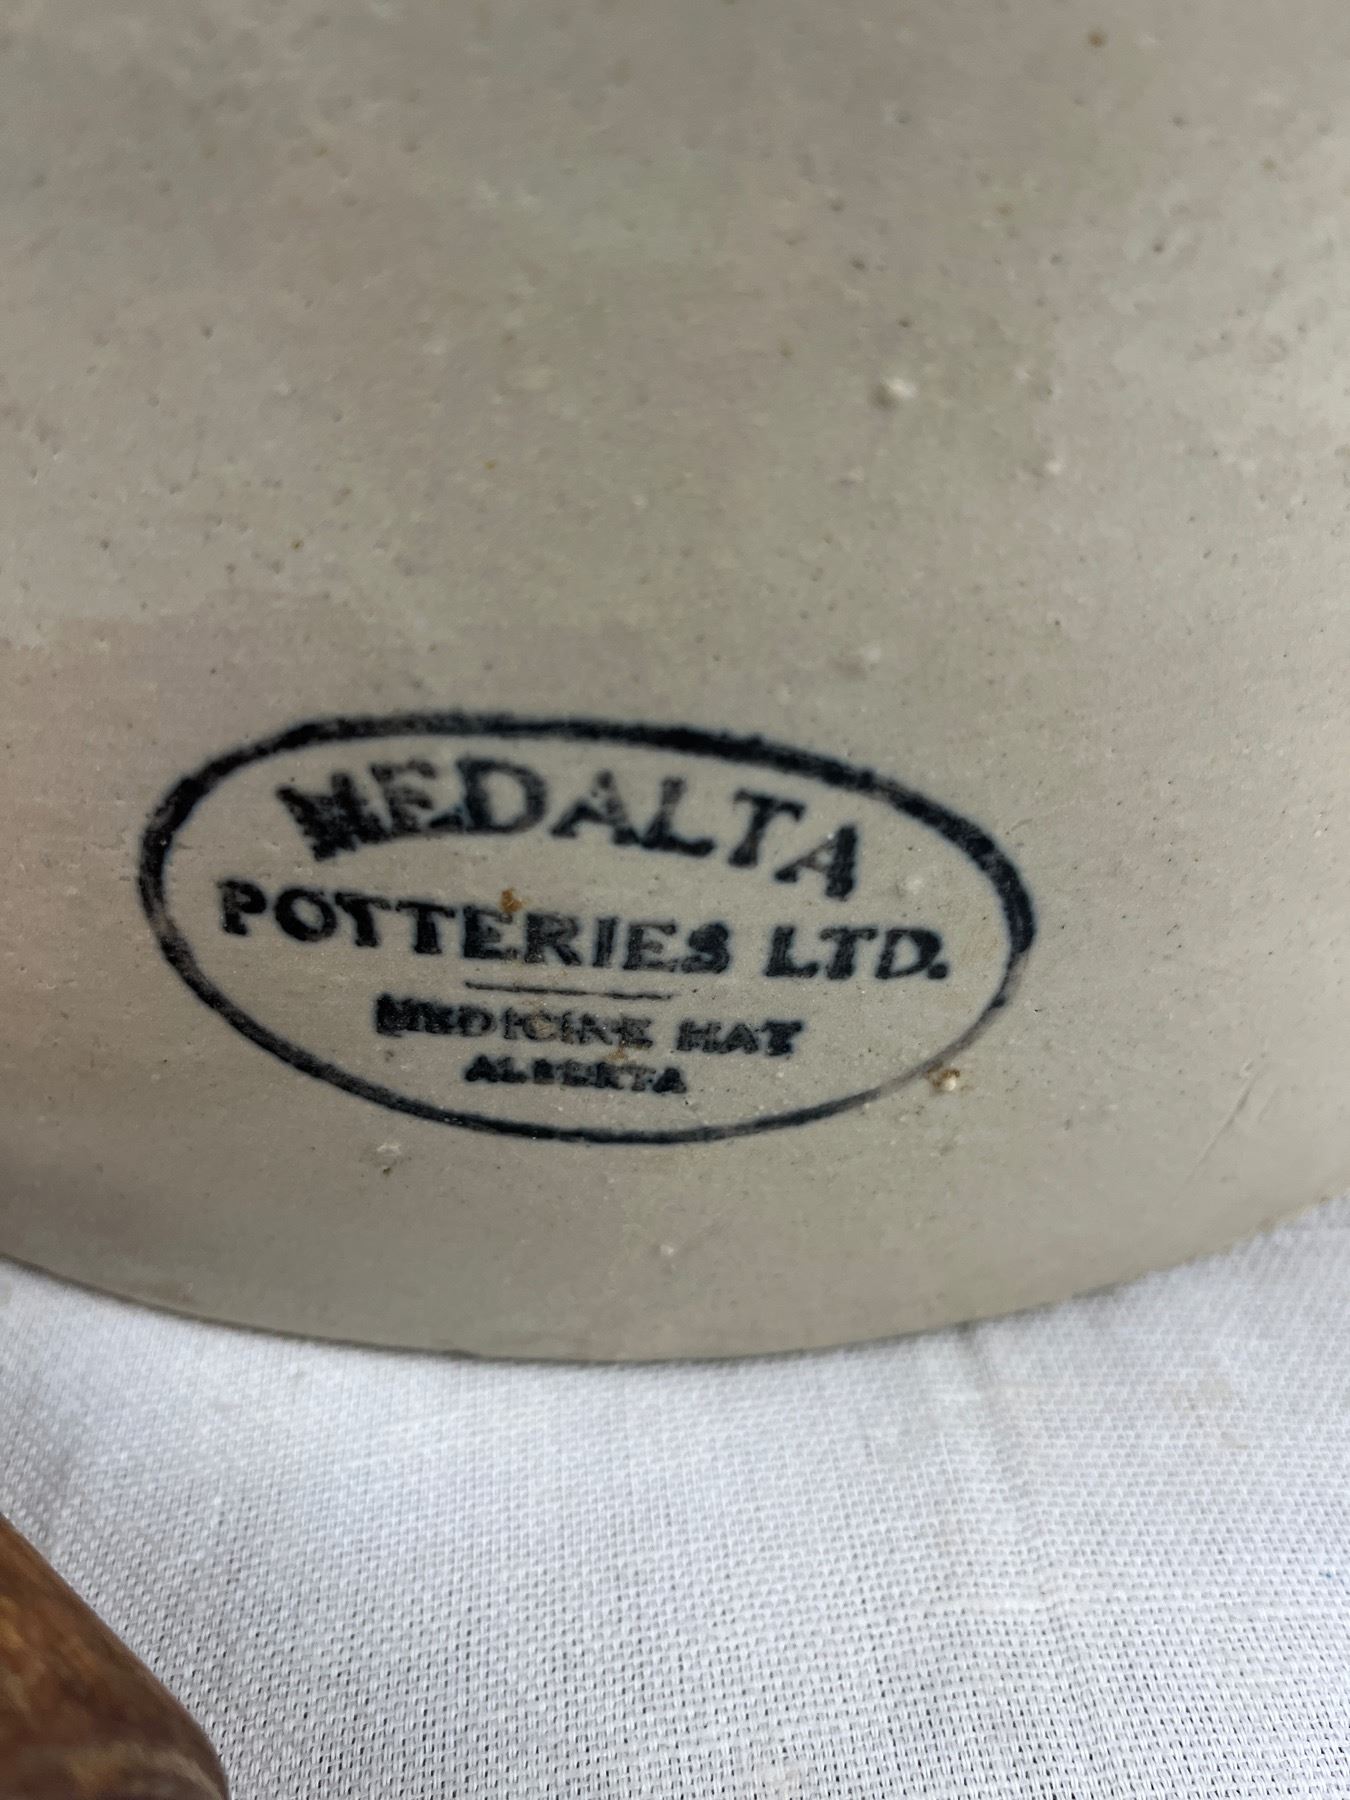 MEDALTA
POTTERIES LTD.
MEDICINE HAT
ALBERTA